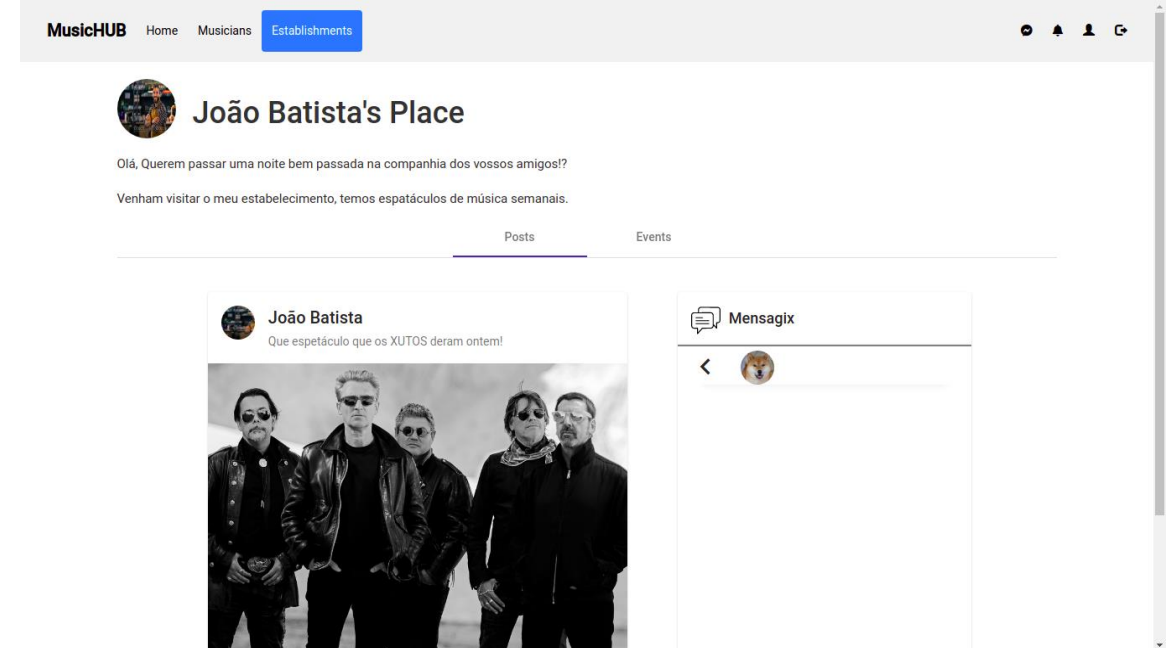 MusicHUB Home Musicians Establishments
João Batista's Place
Olá, Querem passar uma noite bem passada na companhia dos vossos amigos!?
Venham visitar o meu estabelecimento, temos espatáculos de música semanais.
Posts Events
João Batista
Que espetáculo que os XUTOS deram ontem!
Mensagix